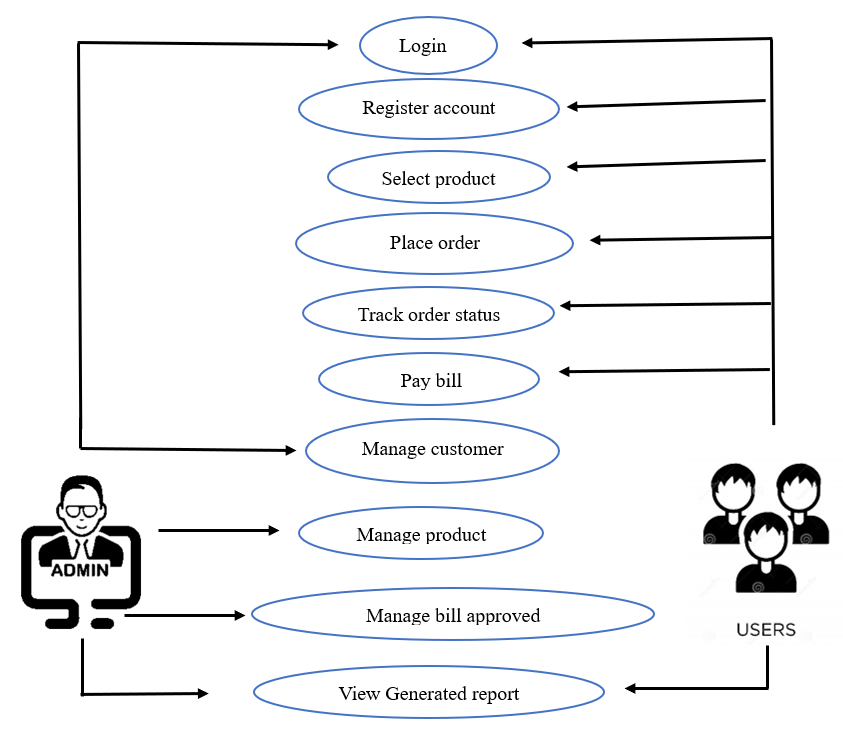 Login
Register account
Select product
Place order
Track order status
Pay bill
Manage customer
Manage product
ADMIN
Manage bill approved
USERS
View Generated report